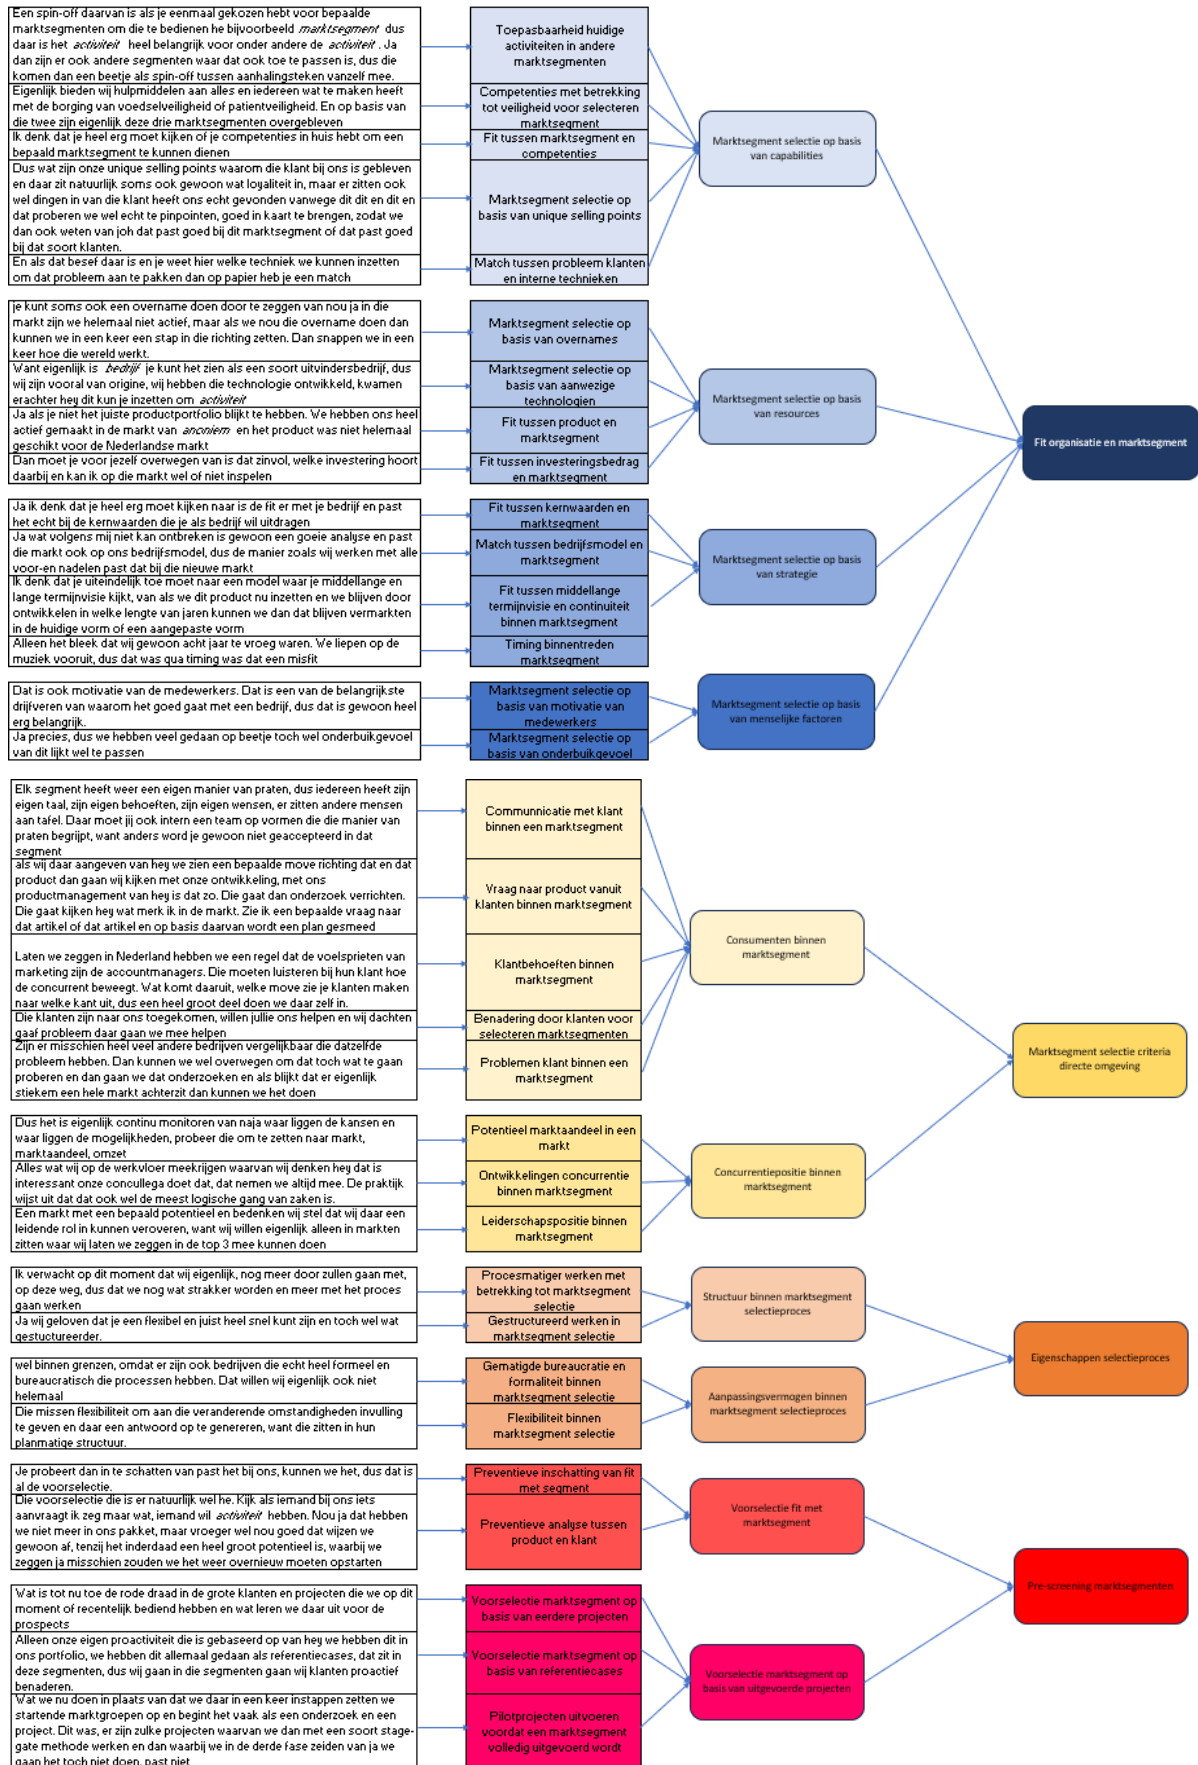 Een spin-off daarvan is als je eenmaal gekozen hebt voor bepaalde
marktsegmenten om die te bedienen he bijvoorbeeld marktsegment dus
daar is het activiteit heel belangrijk voor onder andere de activiteit . Ja
dan zijn er ook andere segmenten waar dat ook toe te passen is, dus die
komen dan een beetje als spin-off tussen aanhalingsteken vanzelf mee.
Toepasbaarheid huidige
activiteiten in andere
marktsegmenten
Eigenlijk bieden wij hulpmiddelen aan alles en iedereen wat te maken heeft
met de borging van voedselveiligheid of patientveiligheid. En op basis van
die twee zijn eigenlijk deze drie marktsegmenten overgebleven
Competenties met betrekking
tot veiligheid voor selecteren
marktsegment
Ik denk dat je heel erg moet kijken of je competenties in huis hebt om een
bepaald marktsegment te kunnen dienen
Fit tussen marktsegment en
competenties
Dus wat zijn onze unique selling points waarom die klant bij ons is gebleven
en daar zit natuurlijk soms ook gewoon wat loyaliteit in, maar er zitten ook
wel dingen in van die klant heeft ons echt gevonden vanwege dit dit en dit en
dat proberen we wel echt te pinpointen, goed in kaart te brengen, zodat we
dan ook weten van joh dat past goed bij dit marktsegment of dat past goed
bij dat soort klanten.
Marktsegment selectie op
basis van unique selling points
En als dat besef daar is en je weet hier welke techniek we kunnen inzetten
om dat probleem aan te pakken dan op papier heb je een match
Match tussen probleem klanten
en interne technieken
Marktsegment selectie op basis
van capabilities
je kunt soms ook een overname doen door te zeggen van nou ja in die
markt zijn we helemaal niet actief, maar als we nou die overname doen dan
kunnen we in een keer een stap in die richting zetten. Dan snappen we in een
keer hoe die wereld werkt.
Marktsegment selectie op
basis van overnames
Want eigenlijk is bedrijf je kunt het zien als een soort uitvindersbedrijf, dus
wij zijn vooral van origine, wij hebben die technologie ontwikkeld, kwamen
erachter hey dit kun je inzetten om activiteit
Marktsegment selectie op
basis van aanwezige
technologien
Ja als je niet het juiste productportfolio blijkt te hebben. We hebben ons heel
actief gemaakt in de markt van anoniem en het product was niet helemaal
geschikt voor de Nederlandse markt
Fit tussen product en
marktsegment
Dan moet je voor jezelf overwegen van is dat zinvol, welke investering hoort
daarbij en kan ik op die markt wel of niet inspelen
Fit tussen investeringsbedrag
en marktsegment
Marktsegment selectie op basis
van resources
Fit organisatie en marktsegment
Ja ik denk dat je heel erg moet kijken naar is de fit er met je bedrijf en past
het echt bij de kernwaarden die je als bedrijf wil uitdragen
Fit tussen kernwaarden en
marktsegment
Ja wat volgens mij niet kan ontbreken is gewoon een goeie analyse en past
die markt ook op ons bedrijfsmodel, dus de manier zoals wij werken met alle
voor-en nadelen past dat bij die nieuwe markt
Match tussen bedrijfsmodel en
marktsegment
Ik denk dat je uiteindelijk toe moet naar een model waar je middellange en
lange termijnvisie kijkt, van als we dit product nu inzetten en we blijven door
ontwikkelen in welke lengte van jaren kunnen we dan dat blijven vermarkten
in de huidige vorm of een aangepaste vorm
Fit tussen middellange
termijnvisie en continuiteit
binnen marktsegment
Alleen het bleek dat wij gewoon acht jaar te vroeg waren. We liepen op de
muziek vooruit, dus dat was qua timing was dat een misfit
Timing binnentreden
marktsegment
Marktsegment selectie op basis
van strategie
Dat is ook motivatie van de medewerkers. Dat is een van de belangrijkste
drijfveren van waarom het goed gaat met een bedrijf, dus dat is gewoon heel
erg belangrijk.
Marktsegment selectie op
basis van motivatie van
medewerkers
Ja precies, dus we hebben veel gedaan op beetje toch wel onderbuikgevoel
van dit lijkt wel te passen
Marktsegment selectie op
basis van onderbuikgevoel
Marktsegment selectie op basis
van menselijke factoren
Elk segment heeft weer een eigen manier van praten, dus iedereen heeft zijn
eigen taal, zijn eigen behoeften, zijn eigen wensen, er zitten andere mensen
aan tafel. Daar moet jij ook intern een team op vormen die die manier van
praten begrijpt, want anders word je gewoon niet geaccepteerd in dat
segment
Communnicatie met klant
binnen een marktsegment
als wij daar aangeven van hey we zien een bepaalde move richting dat en dat
product dan gaan wij kijken met onze ontwikkeling, met ons
productmanagement van hey is dat zo. Die gaat dan onderzoek verrichten.
Die gaat kijken hey wat merk ik in de markt. Zie ik een bepaalde vraag naar
dat artikel of dat artikel en op basis daarvan wordt een plan gesmeed
Vraag naar product vanuit
klanten binnen marktsegment
Laten we zeggen in Nederland hebben we een regel dat de voelsprieten van
marketing zijn de accountmanagers. Die moeten luisteren bij hun klant hoe
de concurrent beweegt. Wat komt daaruit, welke move zie je klanten maken
naar welke kant uit, dus een heel groot deel doen we daar zelf in.
Klantbehoeften binnen
marktsegment
Die klanten zijn naar ons toegekomen, willen jullie ons helpen en wij dachten
gaaf probleem daar gaan we mee helpen
Benadering door klanten voor
selecteren marktsegmenten
Zijn er misschien heel veel andere bedrijven vergelijkbaar die datzelfde
probleem hebben. Dan kunnen we wel overwegen om dat toch wat te gaan
proberen en dan gaan we dat onderzoeken en als blijkt dat er eigenlijk
stiekem een hele markt achterzit dan kunnen we het doen
Problemen klant binnen een
marktsegment
Consumenten binnen
marktsegment
Marktsegment selectie criteria
directe omgeving
Dus het is eigenlijk continu monitoren van naja waar liggen de kansen en
waar liggen de mogelijkheden, probeer die om te zetten naar markt,
marktaandeel, omzet
Potentieel marktaandeel in een
markt
Alles wat wij op de werkvloer meekrijgen waarvan wij denken hey dat is
interessant onze concullega doet dat, dat nemen we altijd mee. De praktijk
wijst uit dat dat ook wel de meest logische gang van zaken is.
Ontwikkelingen concurrentie
binnen marktsegment
Een markt met een bepaald potentieel en bedenken wij stel dat wij daar een
leidende rol in kunnen veroveren, want wij willen eigenlijk alleen in markten
zitten waar wij laten we zeggen in de top 3 mee kunnen doen
Leiderschapspositie binnen
marktsegment
Concurrentiepositie binnen
marktsegment
Ik verwacht op dit moment dat wij eigenlijk, nog meer door zullen gaan met,
op deze weg, dus dat we nog wat strakker worden en meer met het proces
gaan werken
Procesmatiger werken met
betrekking tot marktsegment
selectie
Ja wij geloven dat je een flexibel en juist heel snel kunt zijn en toch wel wat
gestuctureerder.
Gestructureerd werken in
marktsegment selectie
Structuur binnen marktsegment
selectieproces
Eigenschappen selectieproces
wel binnen grenzen, omdat er zijn ook bedrijven die echt heel formeel en
bureaucratisch die processen hebben. Dat willen wij eigenlijk ook niet
helemaal
Gematigde bureaucratie en
formaliteit binnen
marktsegment selectie
Die missen flexibiliteit om aan die veranderende omstandigheden invulling
te geven en daar een antwoord op te genereren, want die zitten in hun
planmatige structuur.
Flexibiliteit binnen
marktsegment selectie
Aanpassingsvermogen binnen
marktsegment selectieproces
Je probeert dan in te schatten van past het bij ons, kunnen we het, dus dat is
al de voorselectie.
Preventieve inschatting van fit
met segment
Die voorselectie die is er natuurlijk wel he. Kijk als iemand bij ons iets
aanvraagt ik zeg maar wat, iemand wil activiteit hebben. Nou ja dat hebben
we niet meer in ons pakket, maar vroeger wel nou goed dat wijzen we
gewoon af, tenzij het inderdaad een heel groot potentieel is, waarbij we
zeggen ja misschien zouden we het weer overnieuw moeten opstarten
Preventieve analyse tussen
product en klant
Voorselectie fit met
marktsegment
Pre-screening marktsegmenten
Wat is tot nu toe de rode draad in de grote klanten en projecten die we op dit
moment of recentelijk bediend hebben en wat leren we daar uit voor de
prospects
Voorselectie marktsegment op
basis van eerdere projecten
Alleen onze eigen proactiviteit die is gebaseerd op van hey we hebben dit in
ons portfolio, we hebben dit allemaal gedaan als referentiecases, dat zit in
deze segmenten, dus wij gaan in die segmenten gaan wij klanten proactief
benaderen.
Voorselectie marktsegment op
basis van referentiecases
Wat we nu doen in plaats van dat we daar in een keer instappen zetten we
startende marktgroepen op en begint het vaak als een onderzoek en een
project. Dit was, er zijn zulke projecten waarvan we dan met een soort stage-
gate methode werken en dan waarbij we in de derde fase zeiden van ja we
gaan het toch niet doen, past niet
Pilotprojecten uitvoeren
voordat een marktsegment
volledig uitgevoerd wordt
Voorselectie marktsegment op
basis van uitgevoerde projecten